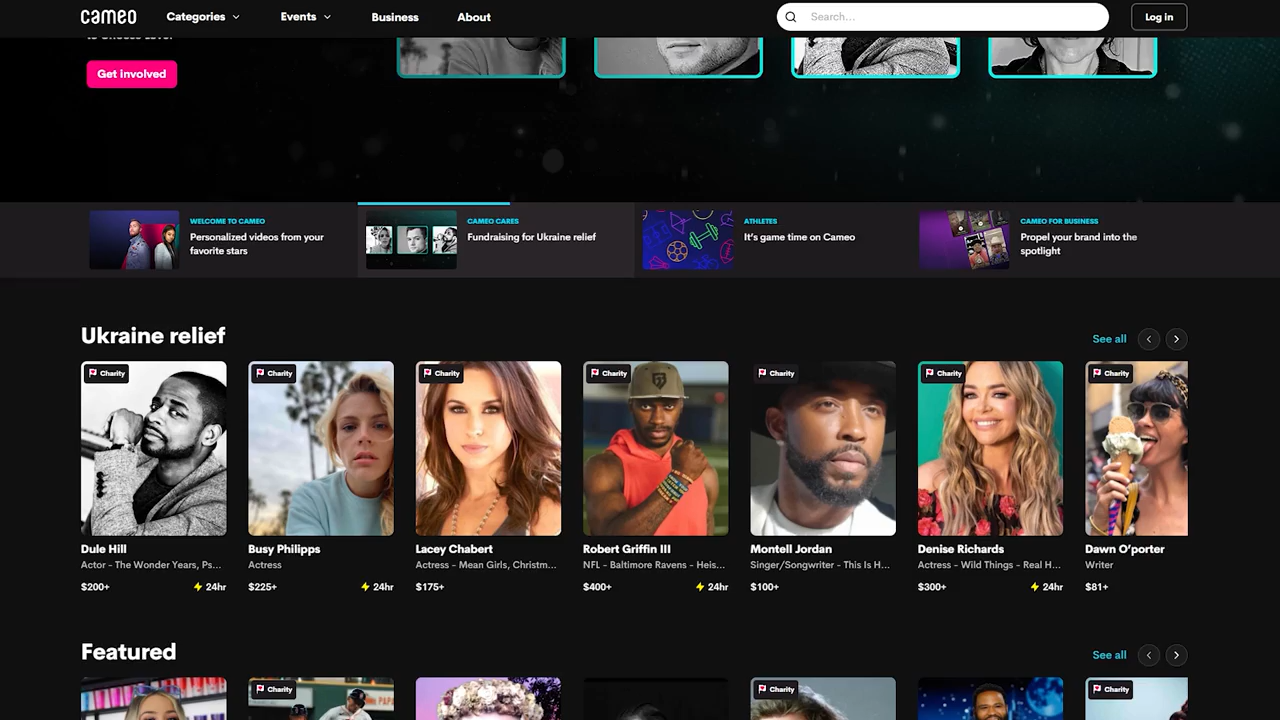 cameo
Categories
Events
Business
About
Search...
Log in
Get involved
WELCOME TO CAMEO
Personalized videos from your
favorite stars
CAMEO CARES
Fundraising for Ukraine relief
ATHLETES
It's game time on Cameo
CAMEO FOR BUSINESS
Propel your brand into the
spotlight
Ukraine relief
See all
Charity
Charity
Charity
Charity
Charity
Charity
Charity
Dule Hill
Actor - The Wonder Years, Ps...
$200+
24hr
Busy Philipps
Actress
$225+
24hr
Lacey Chabert
Actress - Mean Girls, Christm...
$175+
Robert Griffin III
NFL - Baltimore Ravens - Heis...
$400+
24hr
Montell Jordan
Singer/Songwriter - This Is H...
$100+
Denise Richards
Actress - Wild Things - Real H...
$300+
24hr
Dawn O'porter
Writer
$81+
Featured
See all
Charity
Charity
Charity